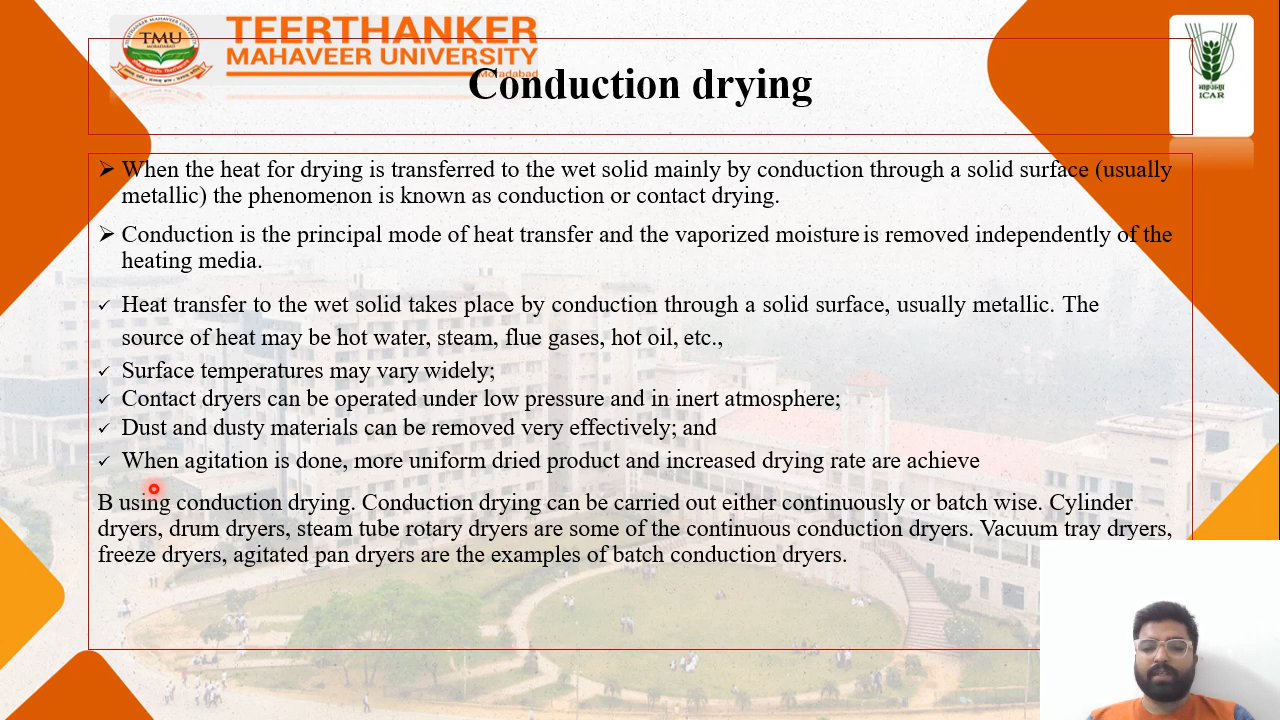 TMU
MORADABAD
TEERTHANKER
MAHAVEER UNIVERSITY
Moradabad
ICAR
Conduction drying
➢ When the heat for drying is transferred to the wet solid mainly by conduction through a solid surface (usually
metallic) the phenomenon is known as conduction or contact drying.
➢ Conduction is the principal mode of heat transfer and the vaporized moisture is removed independently of the
heating media.
✓ Heat transfer to the wet solid takes place by conduction through a solid surface, usually metallic. The
source of heat may be hot water, steam, flue gases, hot oil, etc.,
✓ Surface temperatures may vary widely;
✓ Contact dryers can be operated under low pressure and in inert atmosphere;
✓ Dust and dusty materials can be removed very effectively; and
✓ When agitation is done, more uniform dried product and increased drying rate are achieve
B using conduction drying. Conduction drying can be carried out either continuously or batch wise. Cylinder
dryers, drum dryers, steam tube rotary dryers are some of the continuous conduction dryers. Vacuum tray dryers,
freeze dryers, agitated pan dryers are the examples of batch conduction dryers.